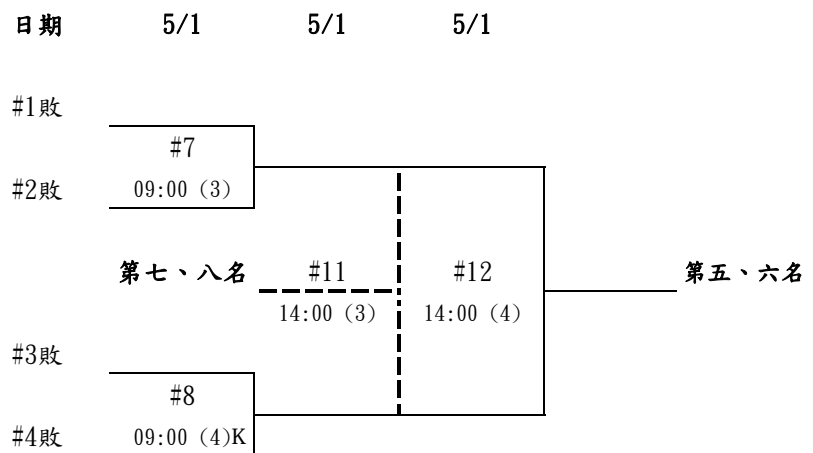 日期 5/1 5/1 5/1
#1敗
#7
#2敗 09:00 (3)
第七、八名 #11 #12 第五、六名
14:00 (3) 14:00 (4)
#3敗
#8
#4敗 09:00 (4)K